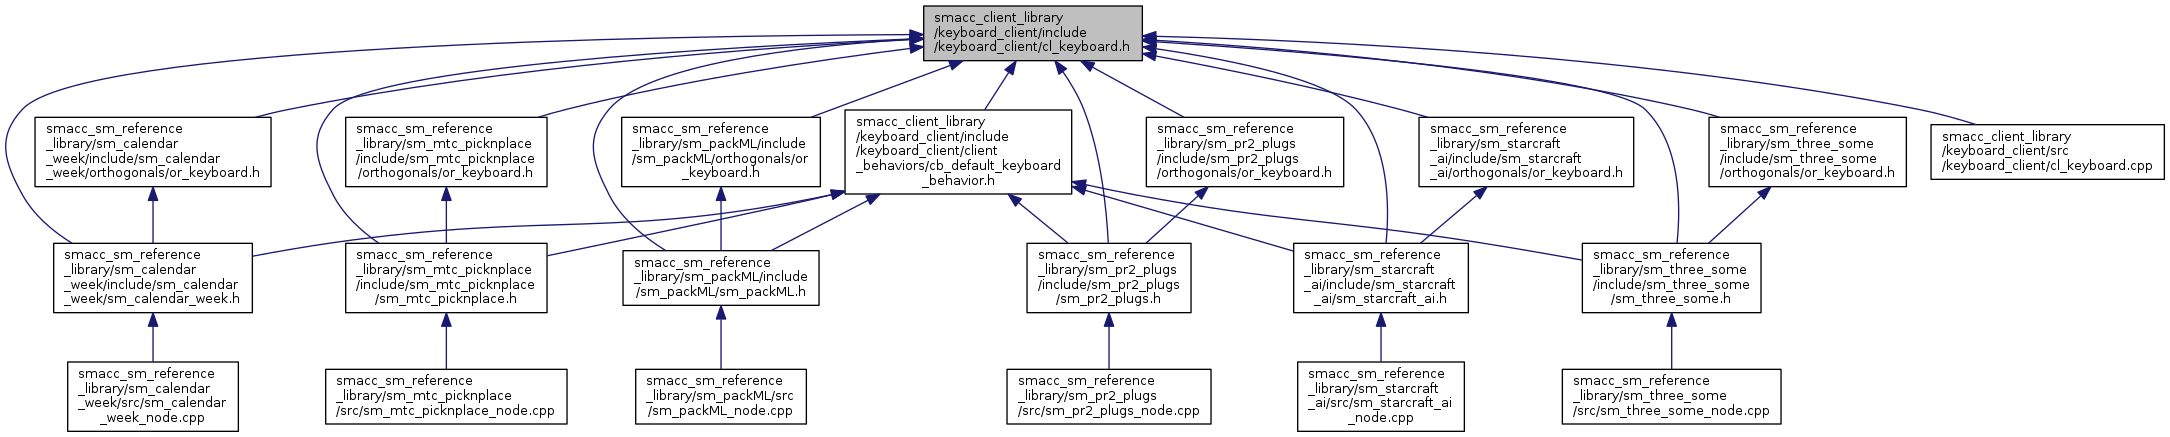 smacc_client_library
/keyboard_client/include
/keyboard_client/cl_keyboard.h
smacc_sm_reference
_library/sm_calendar
_week/include/sm_calendar
_week/orthogonals/or_keyboard.h
smacc_sm_reference
_library/sm_mtc_picknplace
/include/sm_mtc_picknplace
/orthogonals/or_keyboard.h
smacc_sm_reference
_library/sm_packML/include
/sm_packML/orthogonals/or
_keyboard.h
smacc_client_library
/keyboard_client/include
/keyboard_client/client
_behaviors/cb_default_keyboard
_behavior.h
smacc_sm_reference
_library/sm_pr2_plugs
/include/sm_pr2_plugs
/orthogonals/or_keyboard.h
smacc_sm_reference
_library/sm_starcraft
_ai/include/sm_starcraft
_ai/orthogonals/or_keyboard.h
smacc_sm_reference
_library/sm_three_some
/include/sm_three_some
/orthogonals/or_keyboard.h
smacc_client_library
/keyboard_client/src
/keyboard_client/cl_keyboard.cpp
smacc_sm_reference
_library/sm_calendar
_week/include/sm_calendar
_week/sm_calendar_week.h
smacc_sm_reference
_library/sm_mtc_picknplace
/include/sm_mtc_picknplace
/sm_mtc_picknplace.h
smacc_sm_reference
_library/sm_packML/include
/sm_packML/sm_packML.h
smacc_sm_reference
_library/sm_pr2_plugs
/include/sm_pr2_plugs
/sm_pr2_plugs.h
smacc_sm_reference
_library/sm_starcraft
_ai/include/sm_starcraft
_ai/sm_starcraft_ai.h
smacc_sm_reference
_library/sm_three_some
/include/sm_three_some
/sm_three_some.h
smacc_sm_reference
_library/sm_calendar
_week/src/sm_calendar
_week_node.cpp
smacc_sm_reference
_library/sm_mtc_picknplace
/src/sm_mtc_picknplace_node.cpp
smacc_sm_reference
_library/sm_packML/src
/sm_packML_node.cpp
smacc_sm_reference
_library/sm_pr2_plugs
/src/sm_pr2_plugs_node.cpp
smacc_sm_reference
_library/sm_starcraft
_ai/src/sm_starcraft_ai
_node.cpp
smacc_sm_reference
_library/sm_three_some
/src/sm_three_some_node.cpp